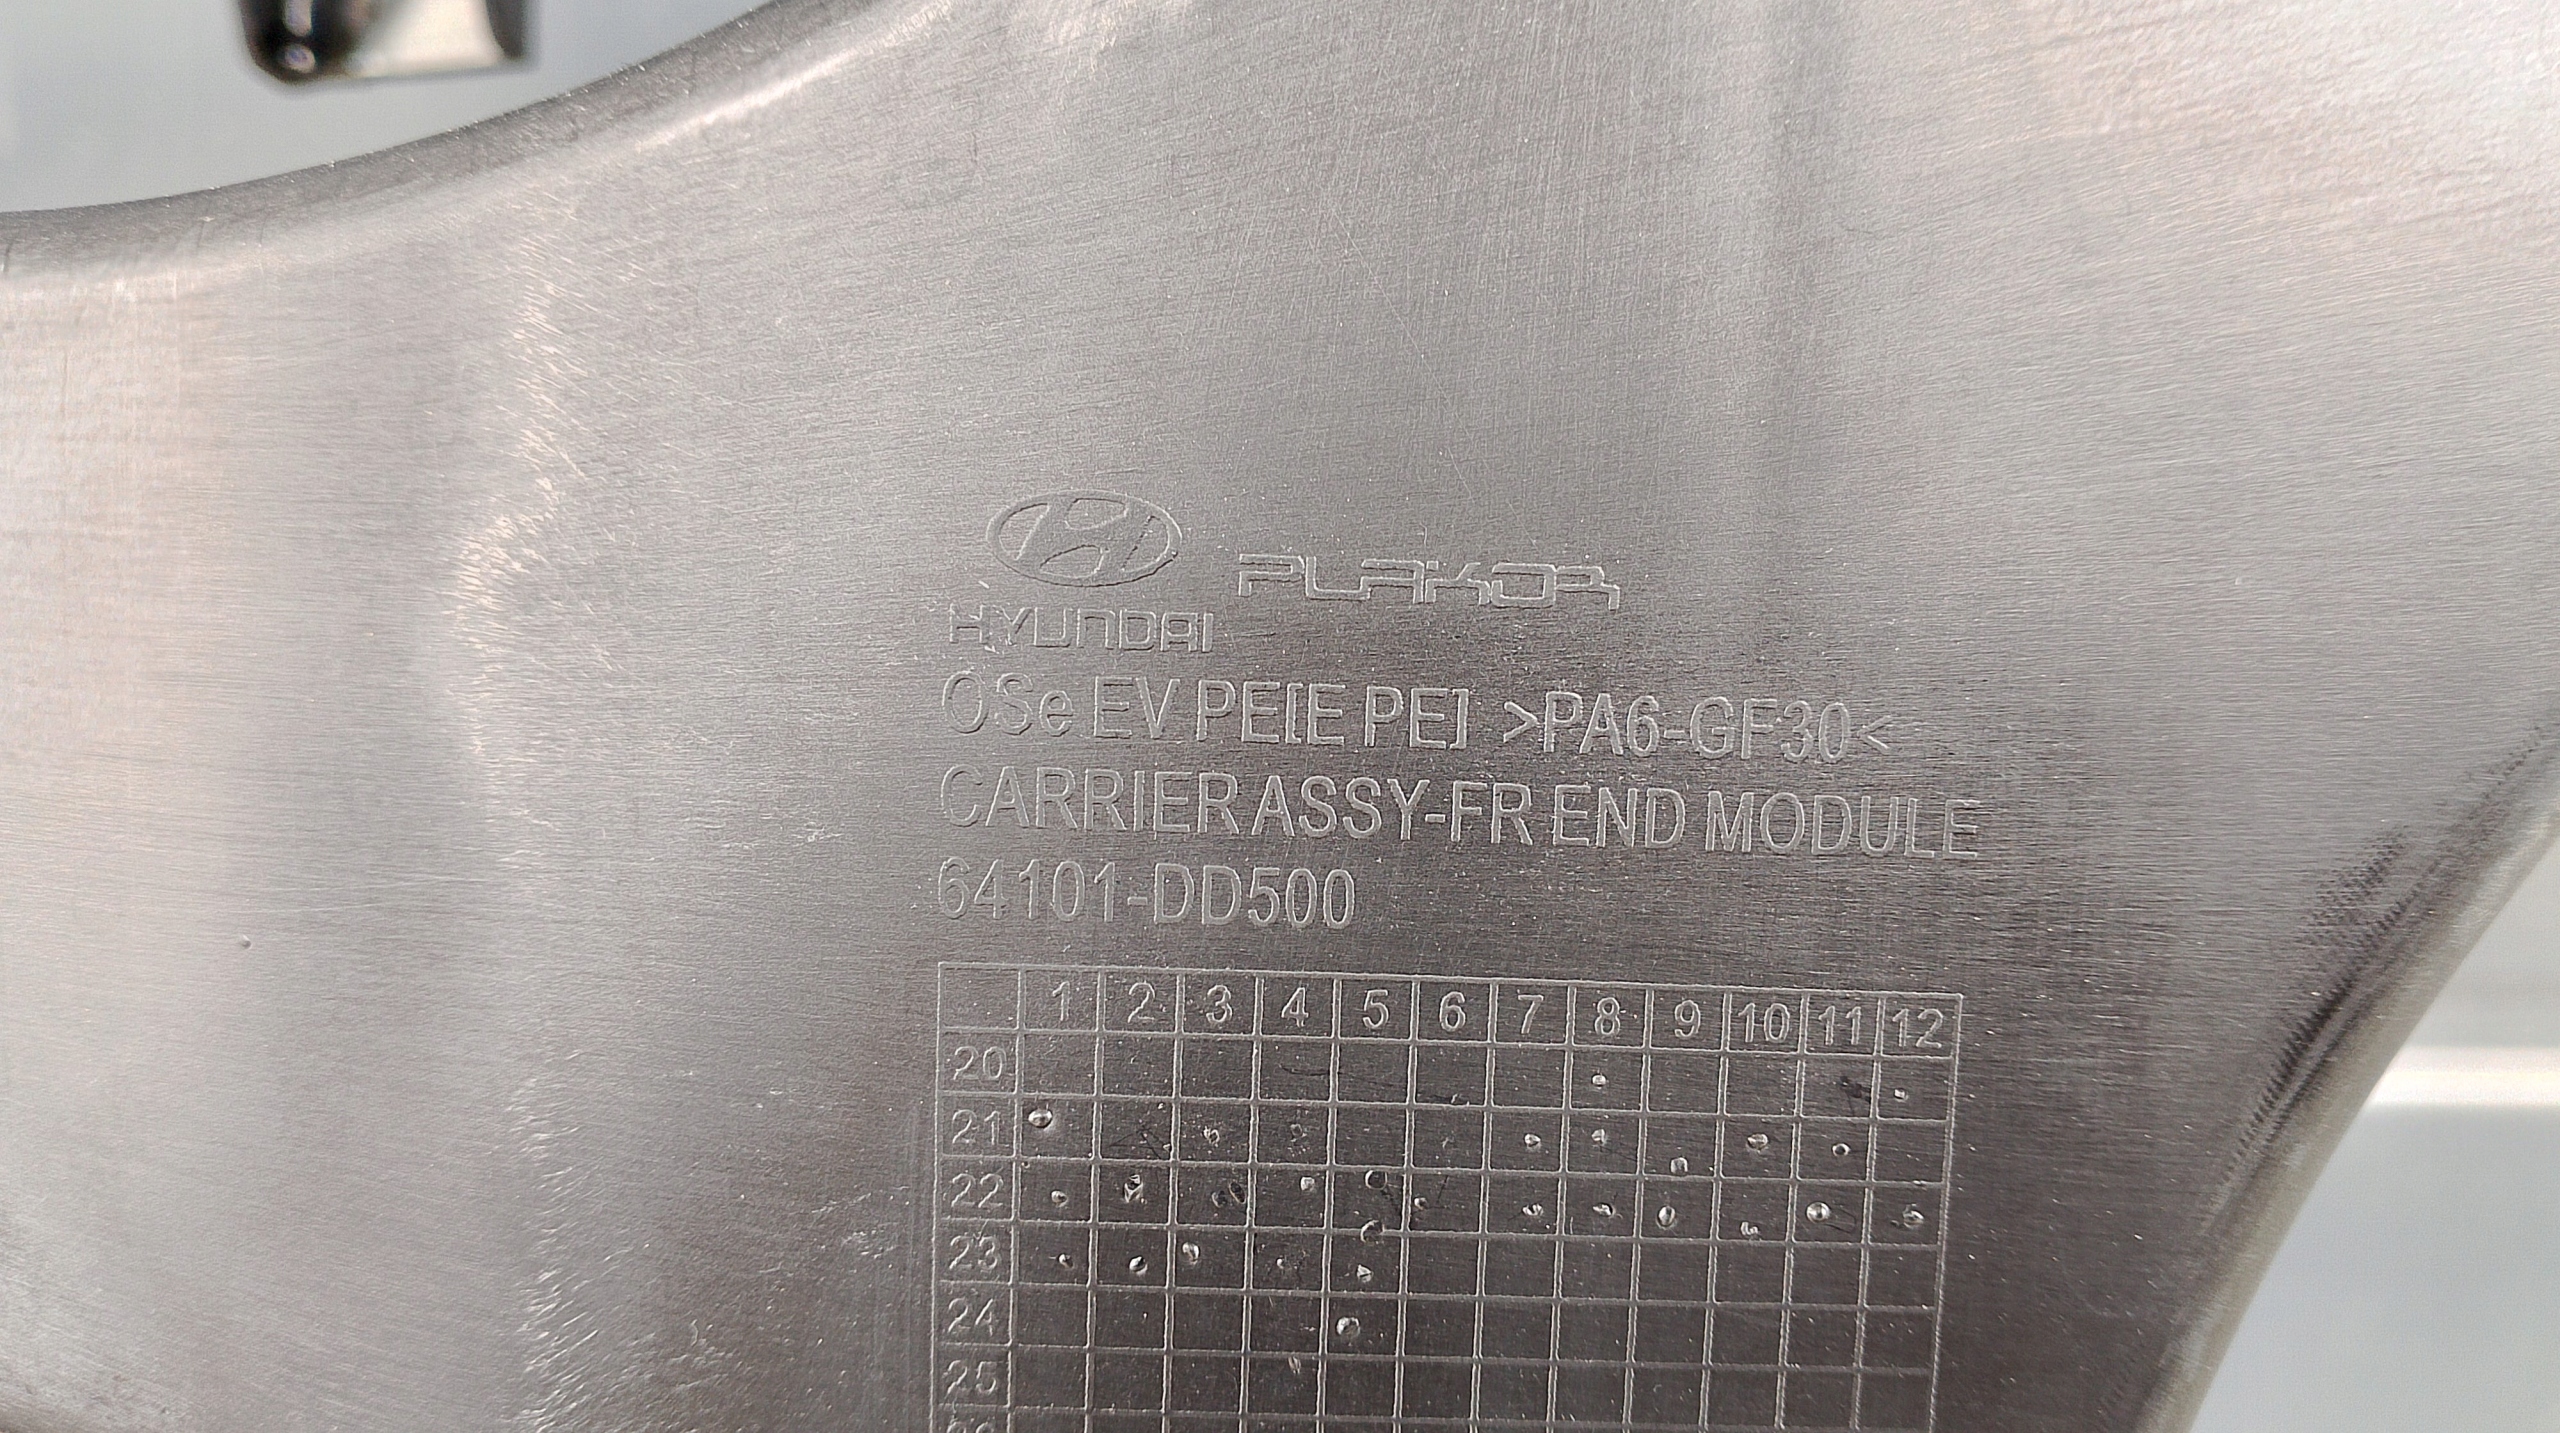 HYUNDAI PLAKOR
OSe EV PE[E PE] >PA6-GF30<
CARRIER ASSY-FR END MODULE
64101-DD500
1 2 3 4 5 6 7 8 9 10 11 12
20
21
22
23
24
25